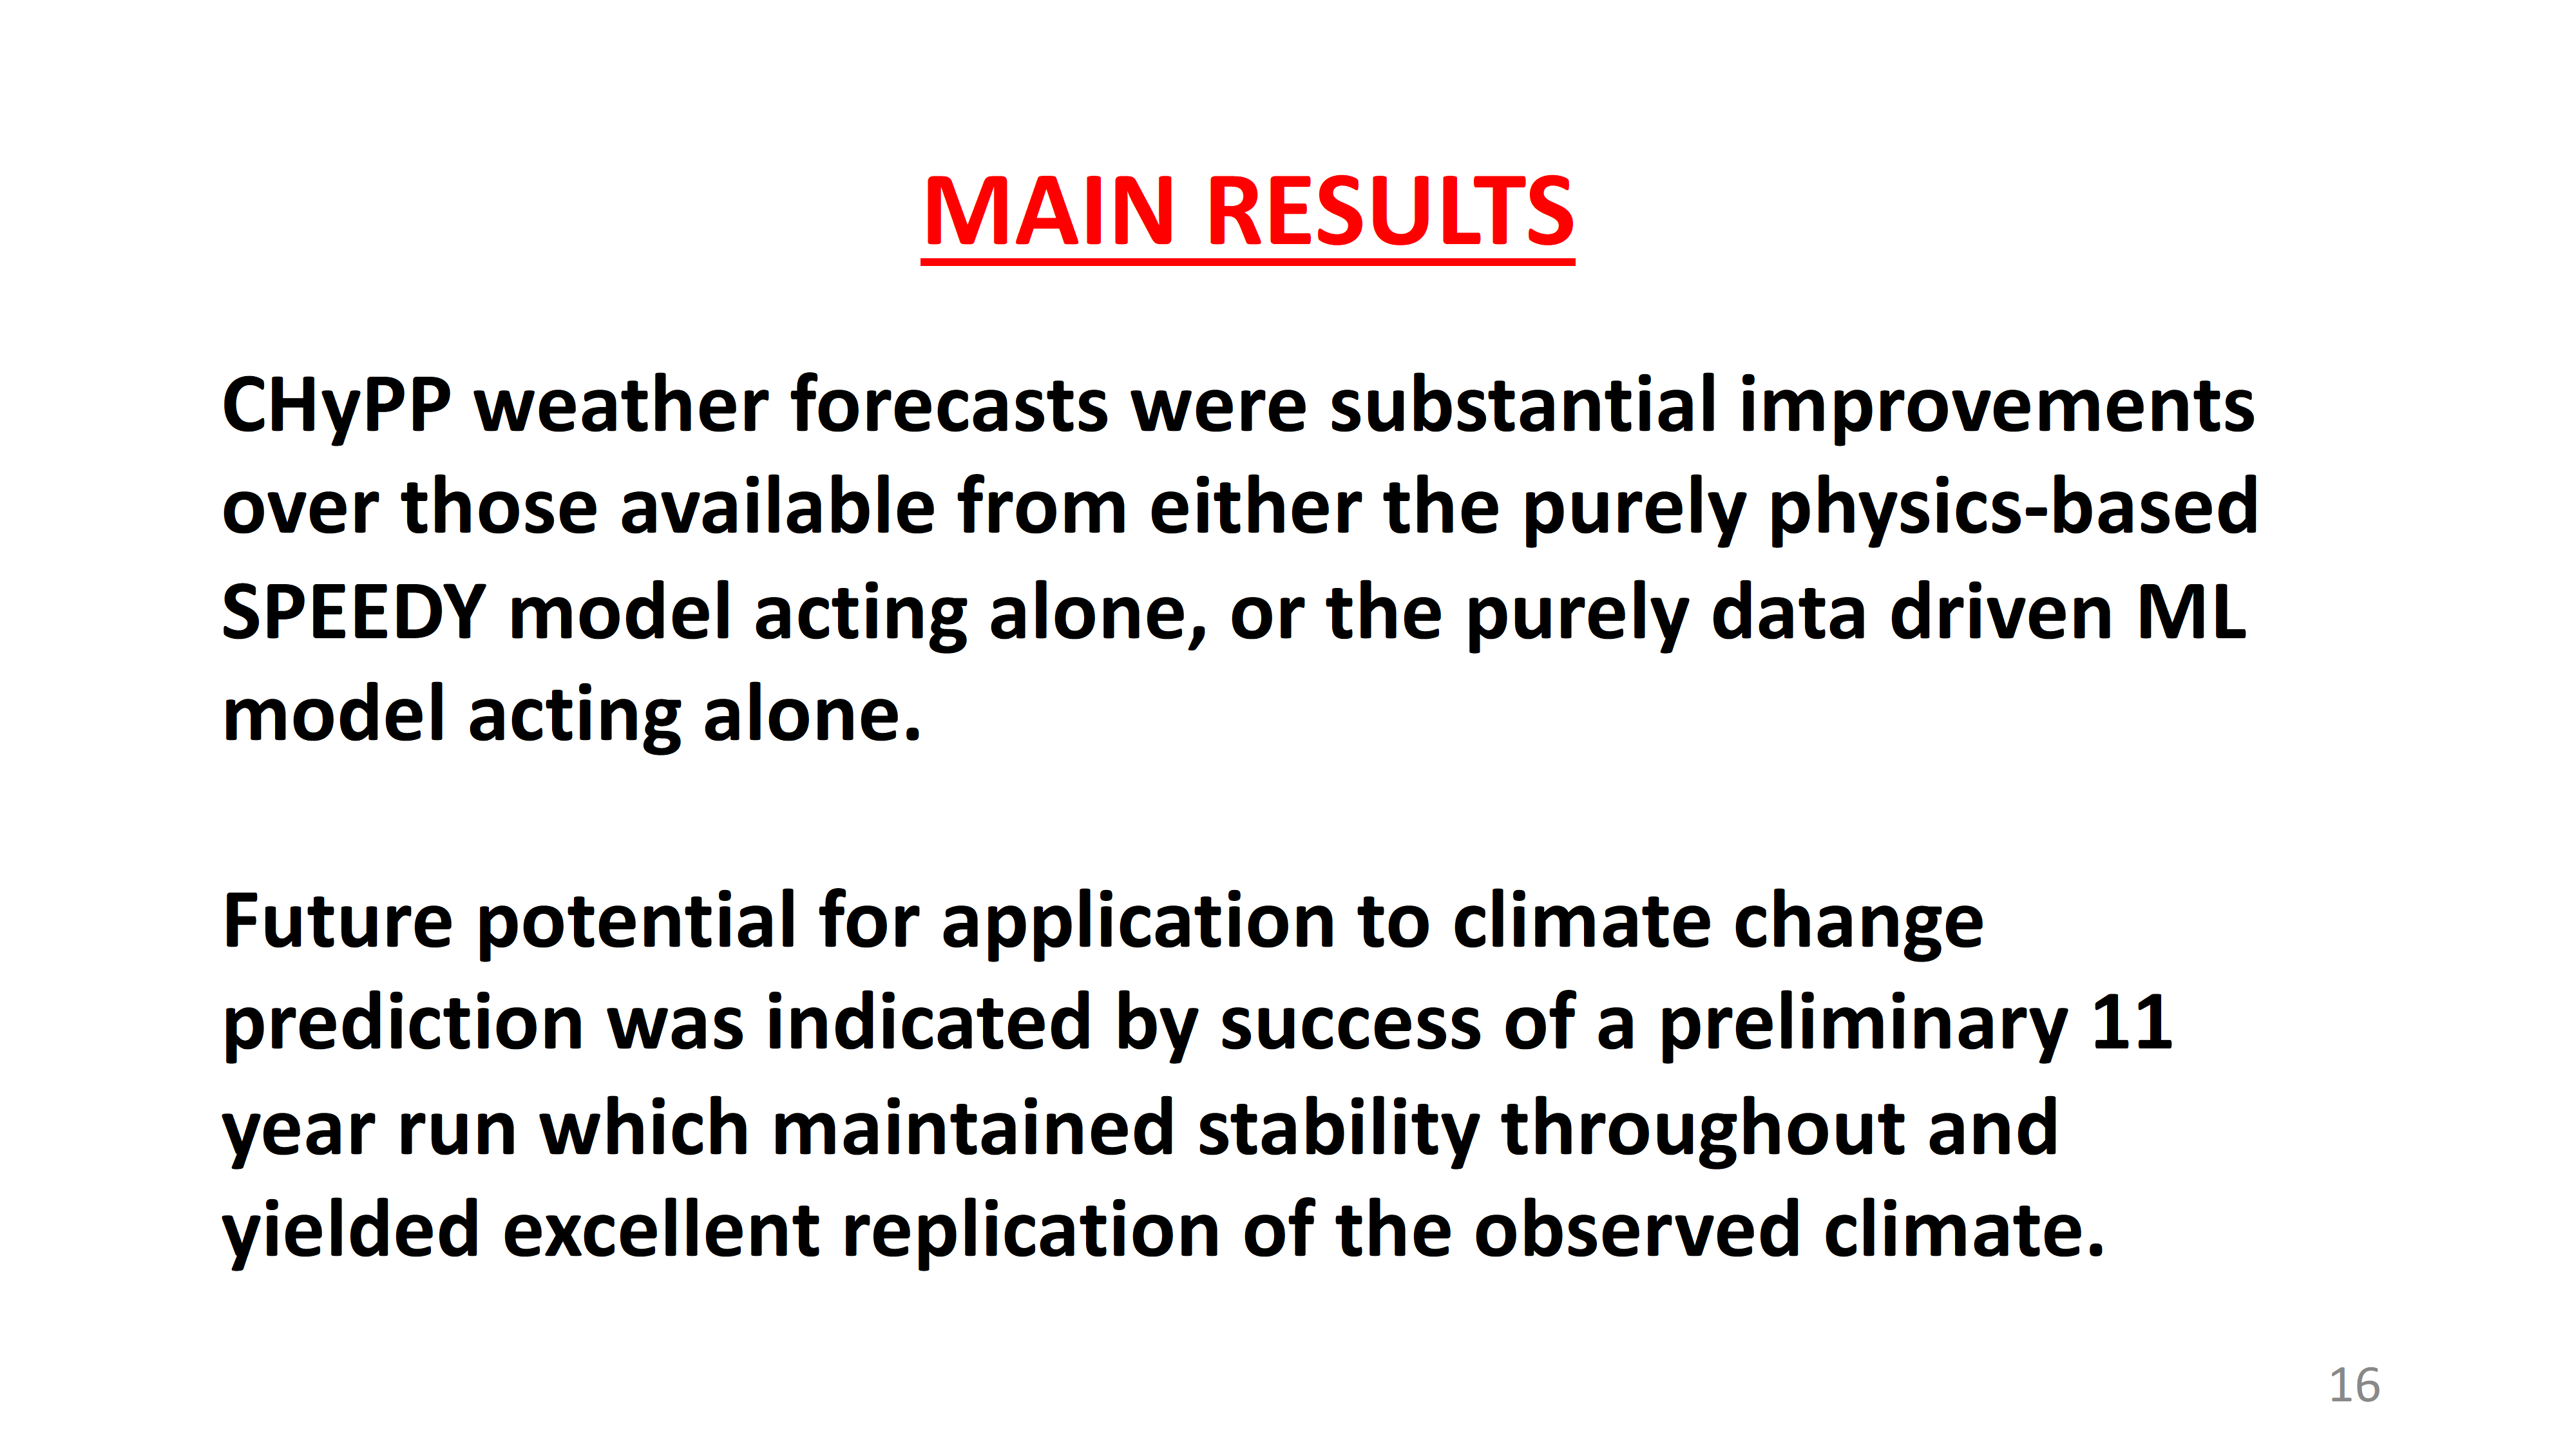 MAIN RESULTS
CHyPP weather forecasts were substantial improvements
over those available from either the purely physics-based
SPEEDY model acting alone, or the purely data driven ML
model acting alone.
Future potential for application to climate change
prediction was indicated by success of a preliminary 11
year run which maintained stability throughout and
yielded excellent replication of the observed climate.
16